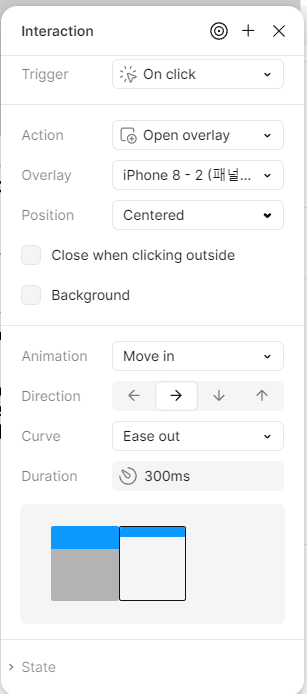 Interaction
Trigger On click
Action Open overlay
Overlay iPhone 8 - 2 (패널...
Position Centered
Close when clicking outside
Background
Animation Move in
Direction
Curve Ease out
Duration 300ms
State